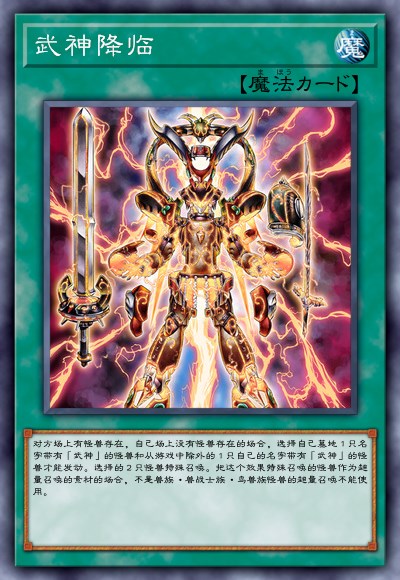 武神降临
魔
【魔法カード】
ま ほう
对方场上有怪兽存在，自己场上没有怪兽存在的场合，选择自己墓地1只名
字带有「武神」的怪兽和从游戏中除外的1只自己的名字带有「武神」的怪
兽才能发动。选择的2只怪兽特殊召唤。把这个效果特殊召唤的怪兽作为超
量召唤的素材的场合，不是兽族·兽战士族·鸟兽族怪兽的超量召唤不能使
用。